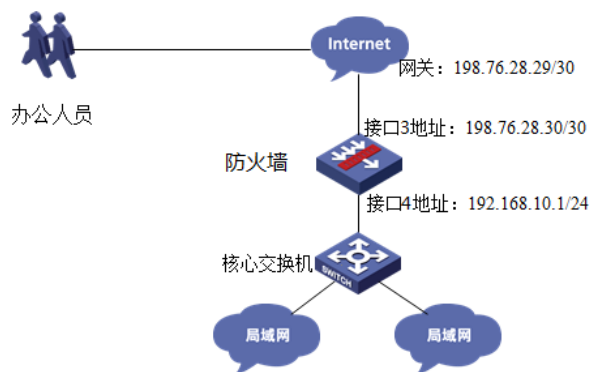 Internet
网关：198.76.28.29/30
办公人员
接口3地址：198.76.28.30/30
防火墙
接口4地址：192.168.10.1/24
核心交换机
SWITCH
局域网
局域网